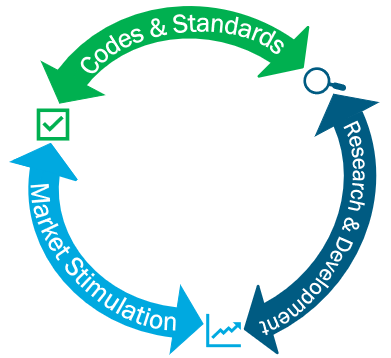 Codes & Standards
Research & Development
Market Stimulation